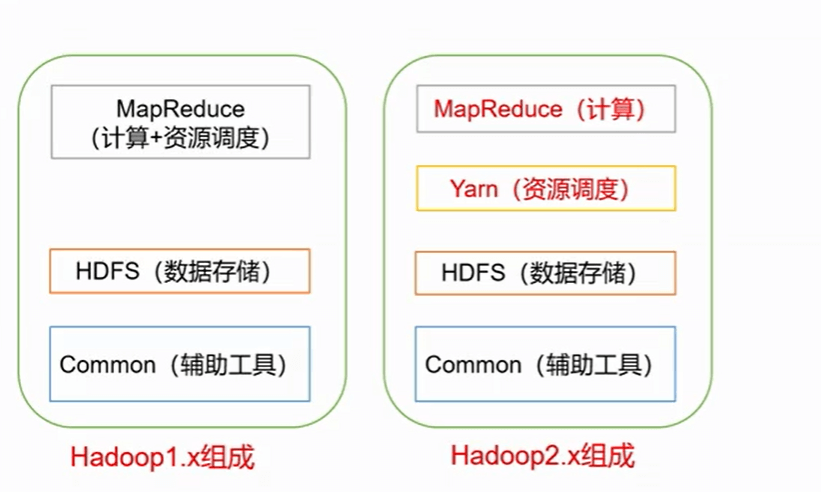 MapReduce
（计算+资源调度）
HDFS（数据存储）
Common（辅助工具）
Hadoop1.x组成
MapReduce（计算）
Yarn（资源调度）
HDFS（数据存储）
Common（辅助工具）
Hadoop2.x组成